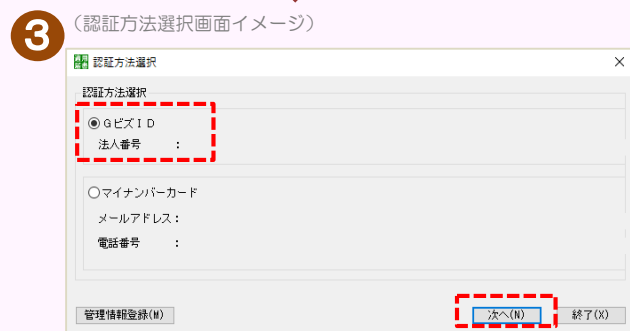 3 (認証方法選択画面イメージ)
認証方法選択 ×
認証方法選択
GビズID
法人番号 :
マイナンバーカード
メールアドレス:
電話番号 :
管理情報登録(M) 次へ(N) 終了(X)